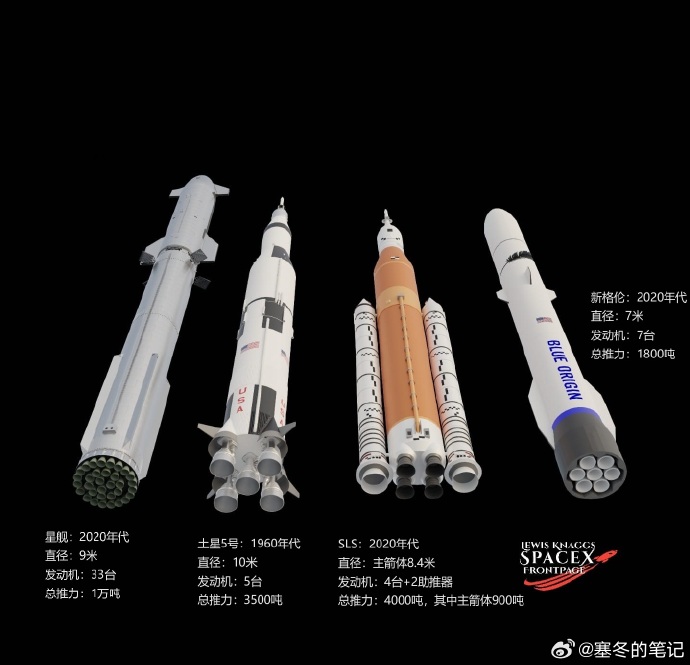 新格伦：2020年代
直径：7米
发动机：7台
总推力：1800吨
USA
BLUE ORIGIN
星舰：2020年代
直径：9米
发动机：33台
总推力：1万吨
土星5号：1960年代
直径：10米
发动机：5台
总推力：3500吨
SLS：2020年代
直径：主箭体8.4米
发动机：4台+2助推器
总推力：4000吨，其中主箭体900吨
LEWIS KNAGGS
SPACEX
FRONTPAGE
@塞冬的笔记